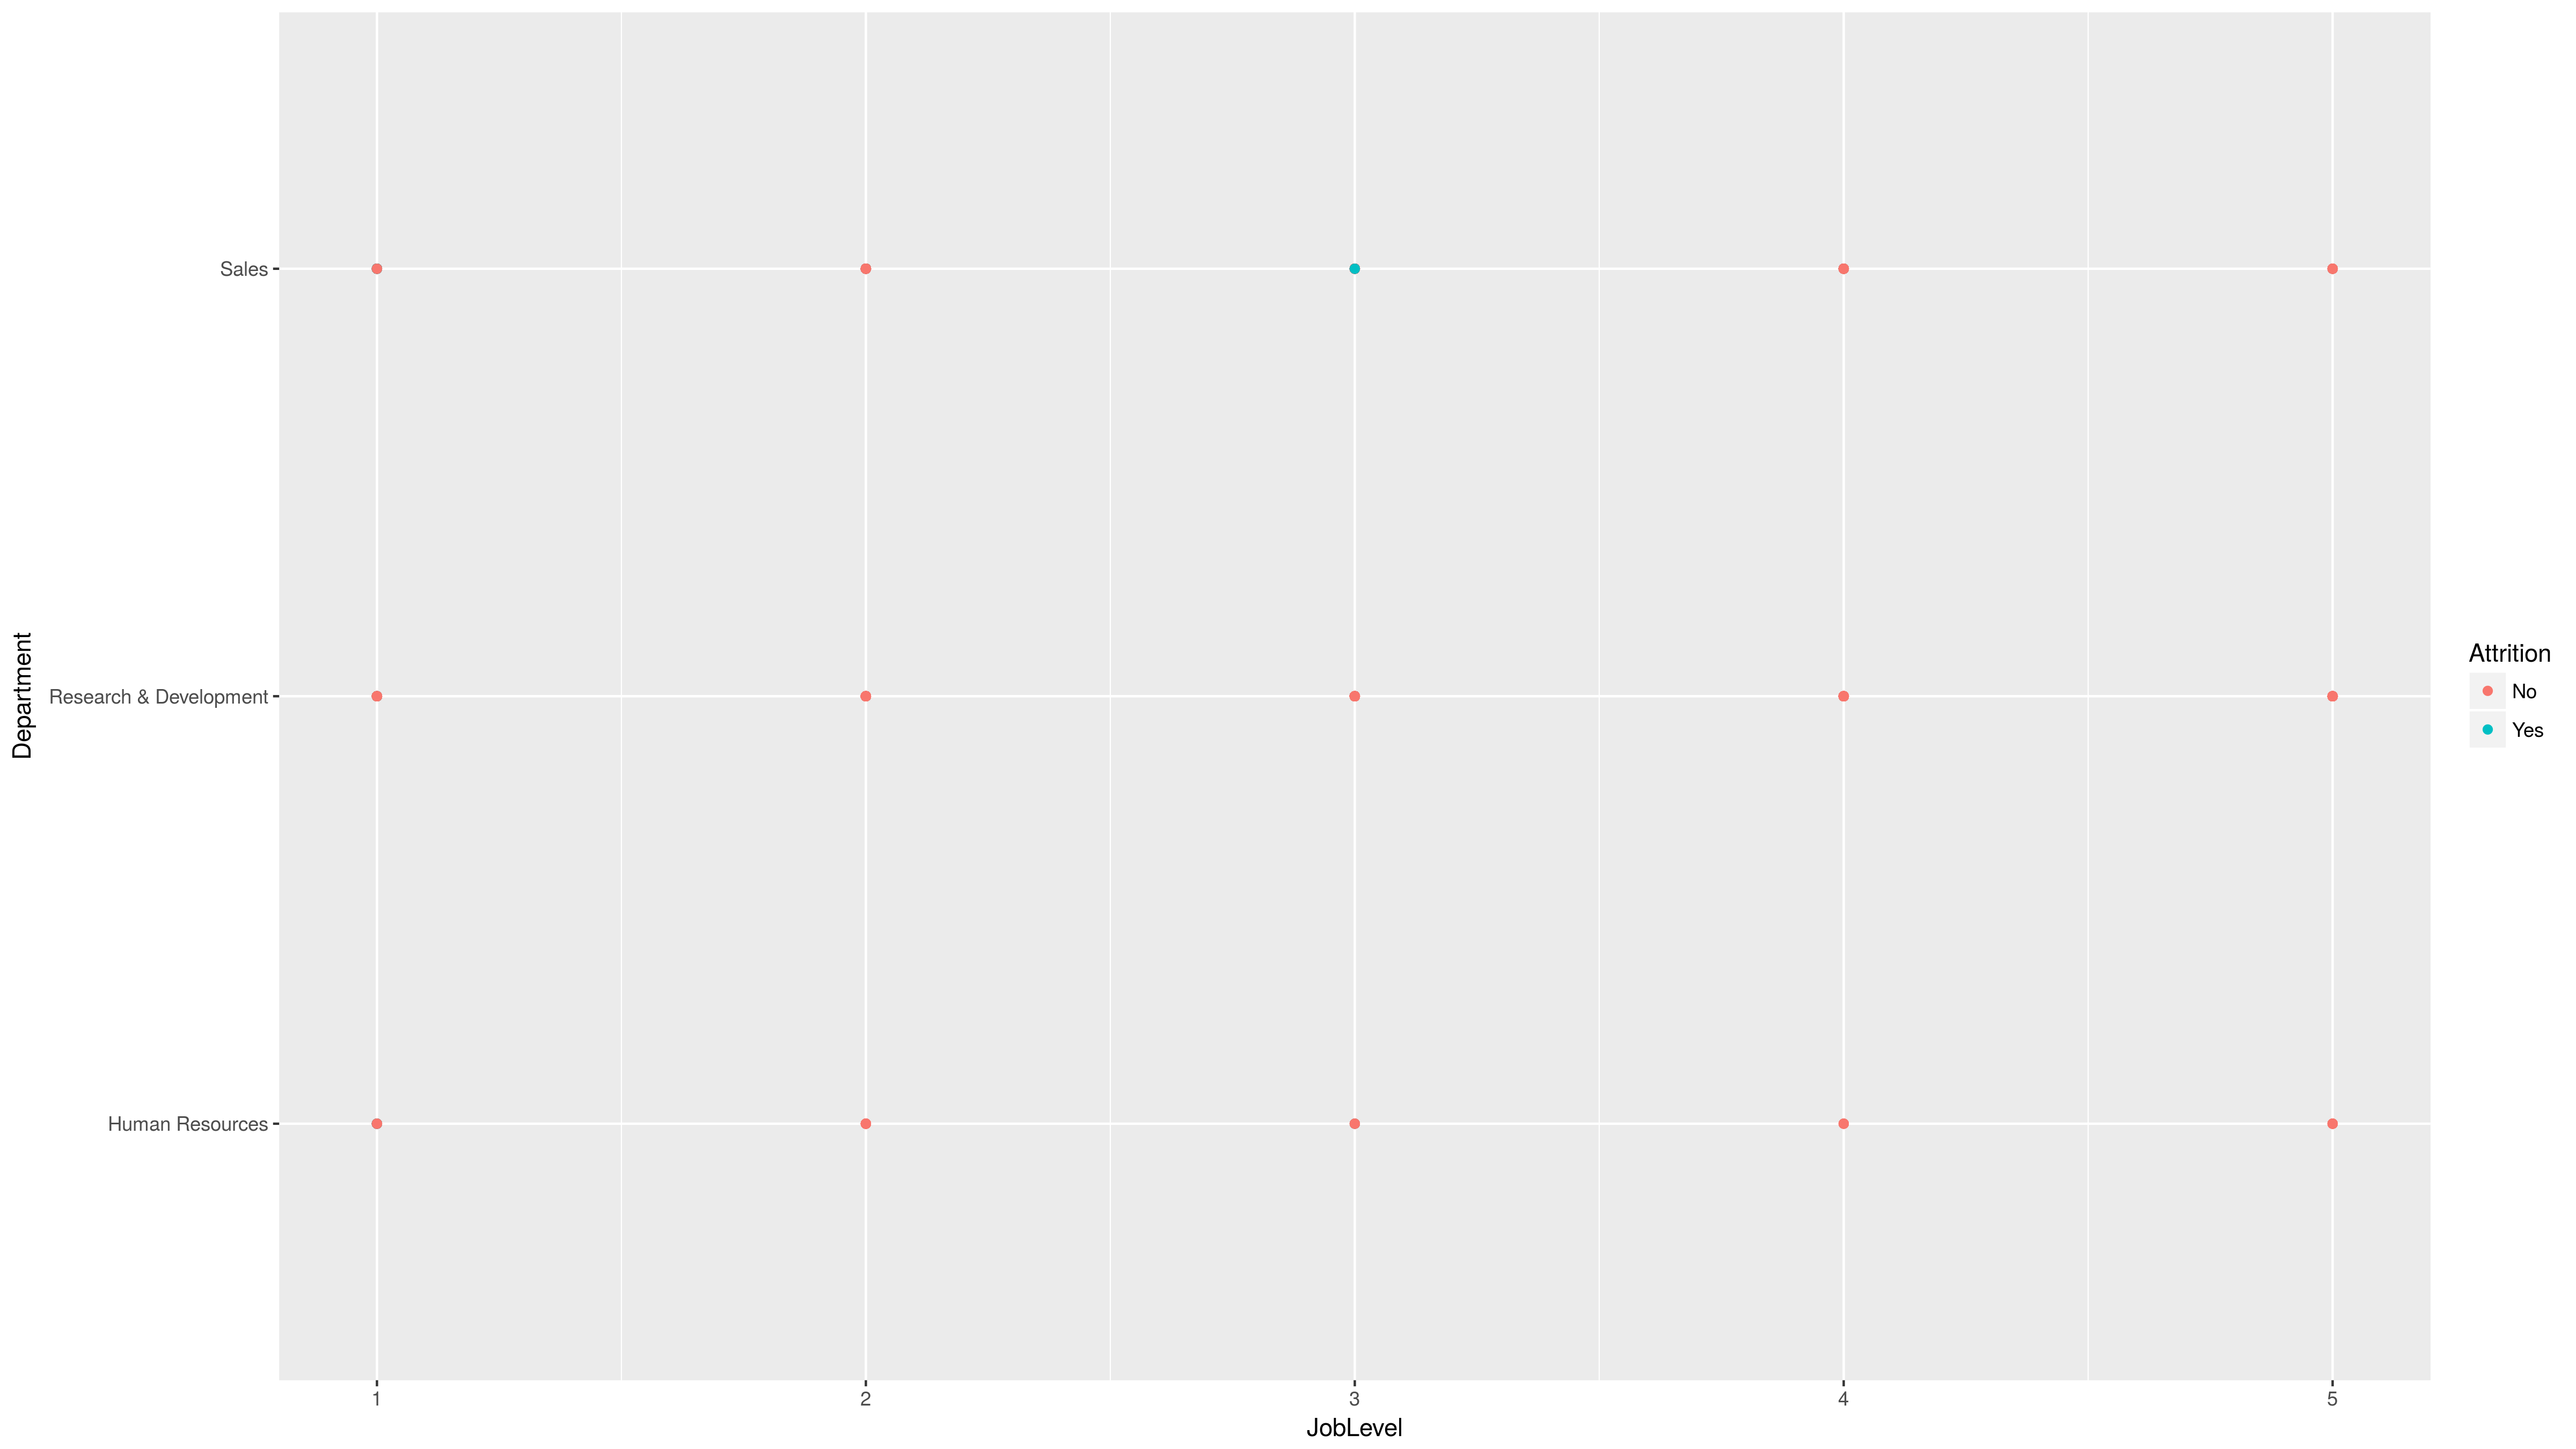 Sales
Research & Development
Human Resources
Department
1 2 3 4 5
JobLevel
Attrition
No
Yes